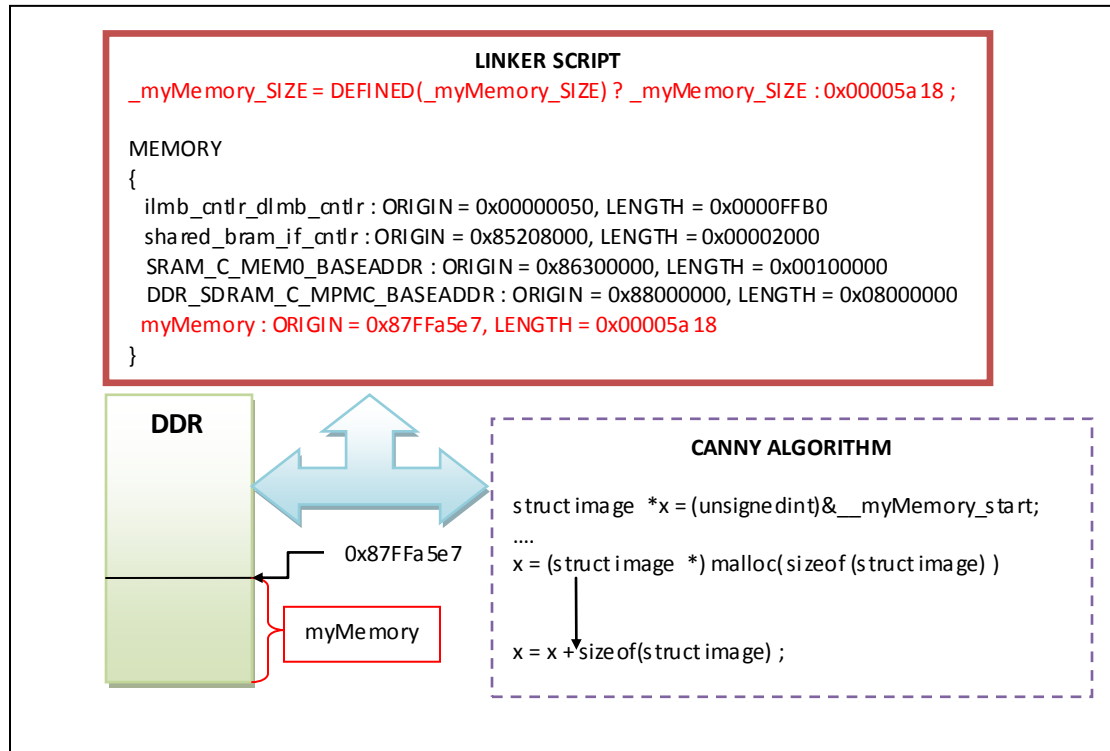 LINKER SCRIPT
_myMemory_SIZE = DEFINED(_myMemory_SIZE) ? _myMemory_SIZE : 0x00005a18 ;
MEMORY
{
ilmb_cntlr_dlmb_cntlr : ORIGIN = 0x00000050, LENGTH = 0x0000FFB0
shared_bram_if_cntlr : ORIGIN = 0x85208000, LENGTH = 0x00002000
SRAM_C_MEM0_BASEADDR : ORIGIN = 0x86300000, LENGTH = 0x00100000
DDR_SDRAM_C_MPMC_BASEADDR : ORIGIN = 0x88000000, LENGTH = 0x08000000
myMemory : ORIGIN = 0x87FFa5e7, LENGTH = 0x00005a18
}
DDR
0x87FFa5e7
myMemory
CANNY ALGORITHM
struct image *x = (unsignedint)&__myMemory_start;
....
x = (struct image *) malloc( sizeof (struct image) )
x = x + sizeof(struct image) ;